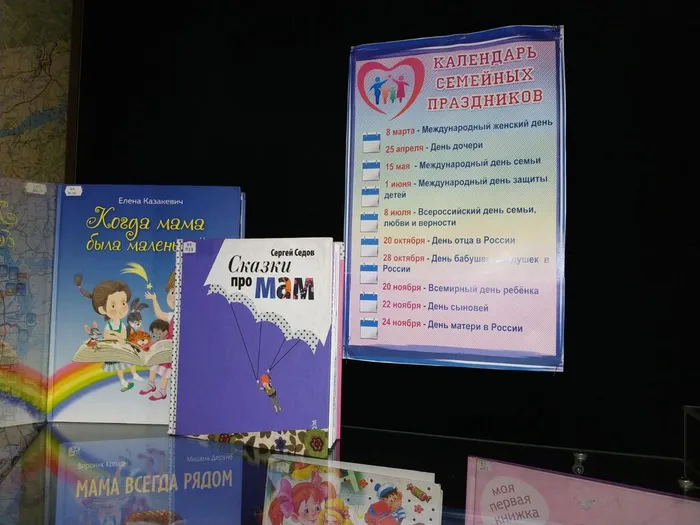 Елена Казакевич
Когда мама
была
Сергей Седов
Сказки
про
мам
КАЛЕНДАРЬ
СЕМЕЙНЫХ
ПРАЗДНИКОВ
8 марта - Международный женский день
25 апреля - День дочери
15 мая - Международный день семьи
1 июня - Международный день защиты
детей
8 июля - Всероссийский день семьи,
любви и верности
20 октября - День отца в России
28 октября - День бабушек в
России
20 ноября - Всемирный день ребёнка
22 ноября - День сыновей
24 ноября - День матери в России
МАМА ВСЕГДА РЯДОМ
моя
первая
книжка